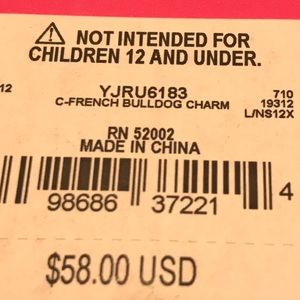 ⚠ NOT INTENDED FOR
CHILDREN 12 AND UNDER.
12 YJRU6183 710
C-FRENCH BULLDOG CHARM 19312
L/NS12X
RN 52002
MADE IN CHINA
98686 37221 4
$58.00 USD